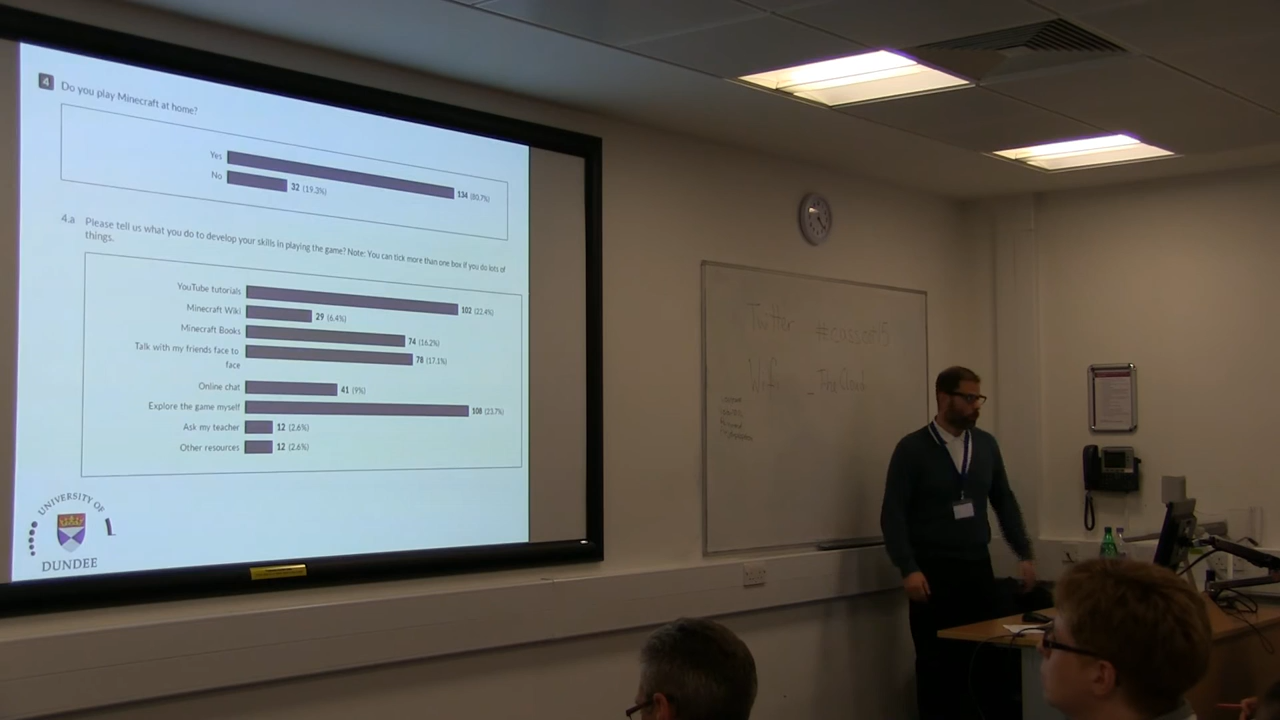 4 Do you play Minecraft at home?
Yes 134 (80.7%)
No 32 (19.3%)
4.a Please tell us what you do to develop your skills in playing the game? Note: You can tick more than one box if you do lots of
things.
YouTube tutorials 102 (22.4%)
Minecraft Wiki 29 (6.4%)
Minecraft Books 74 (16.2%)
Talk with my friends face to
face 78 (17.1%)
Online chat 41 (9%)
Explore the game myself 108 (23.7%)
Ask my teacher 12 (2.6%)
Other resources 12 (2.6%)
UNIVERSITY OF
DUNDEE
Twitter
The Cloud